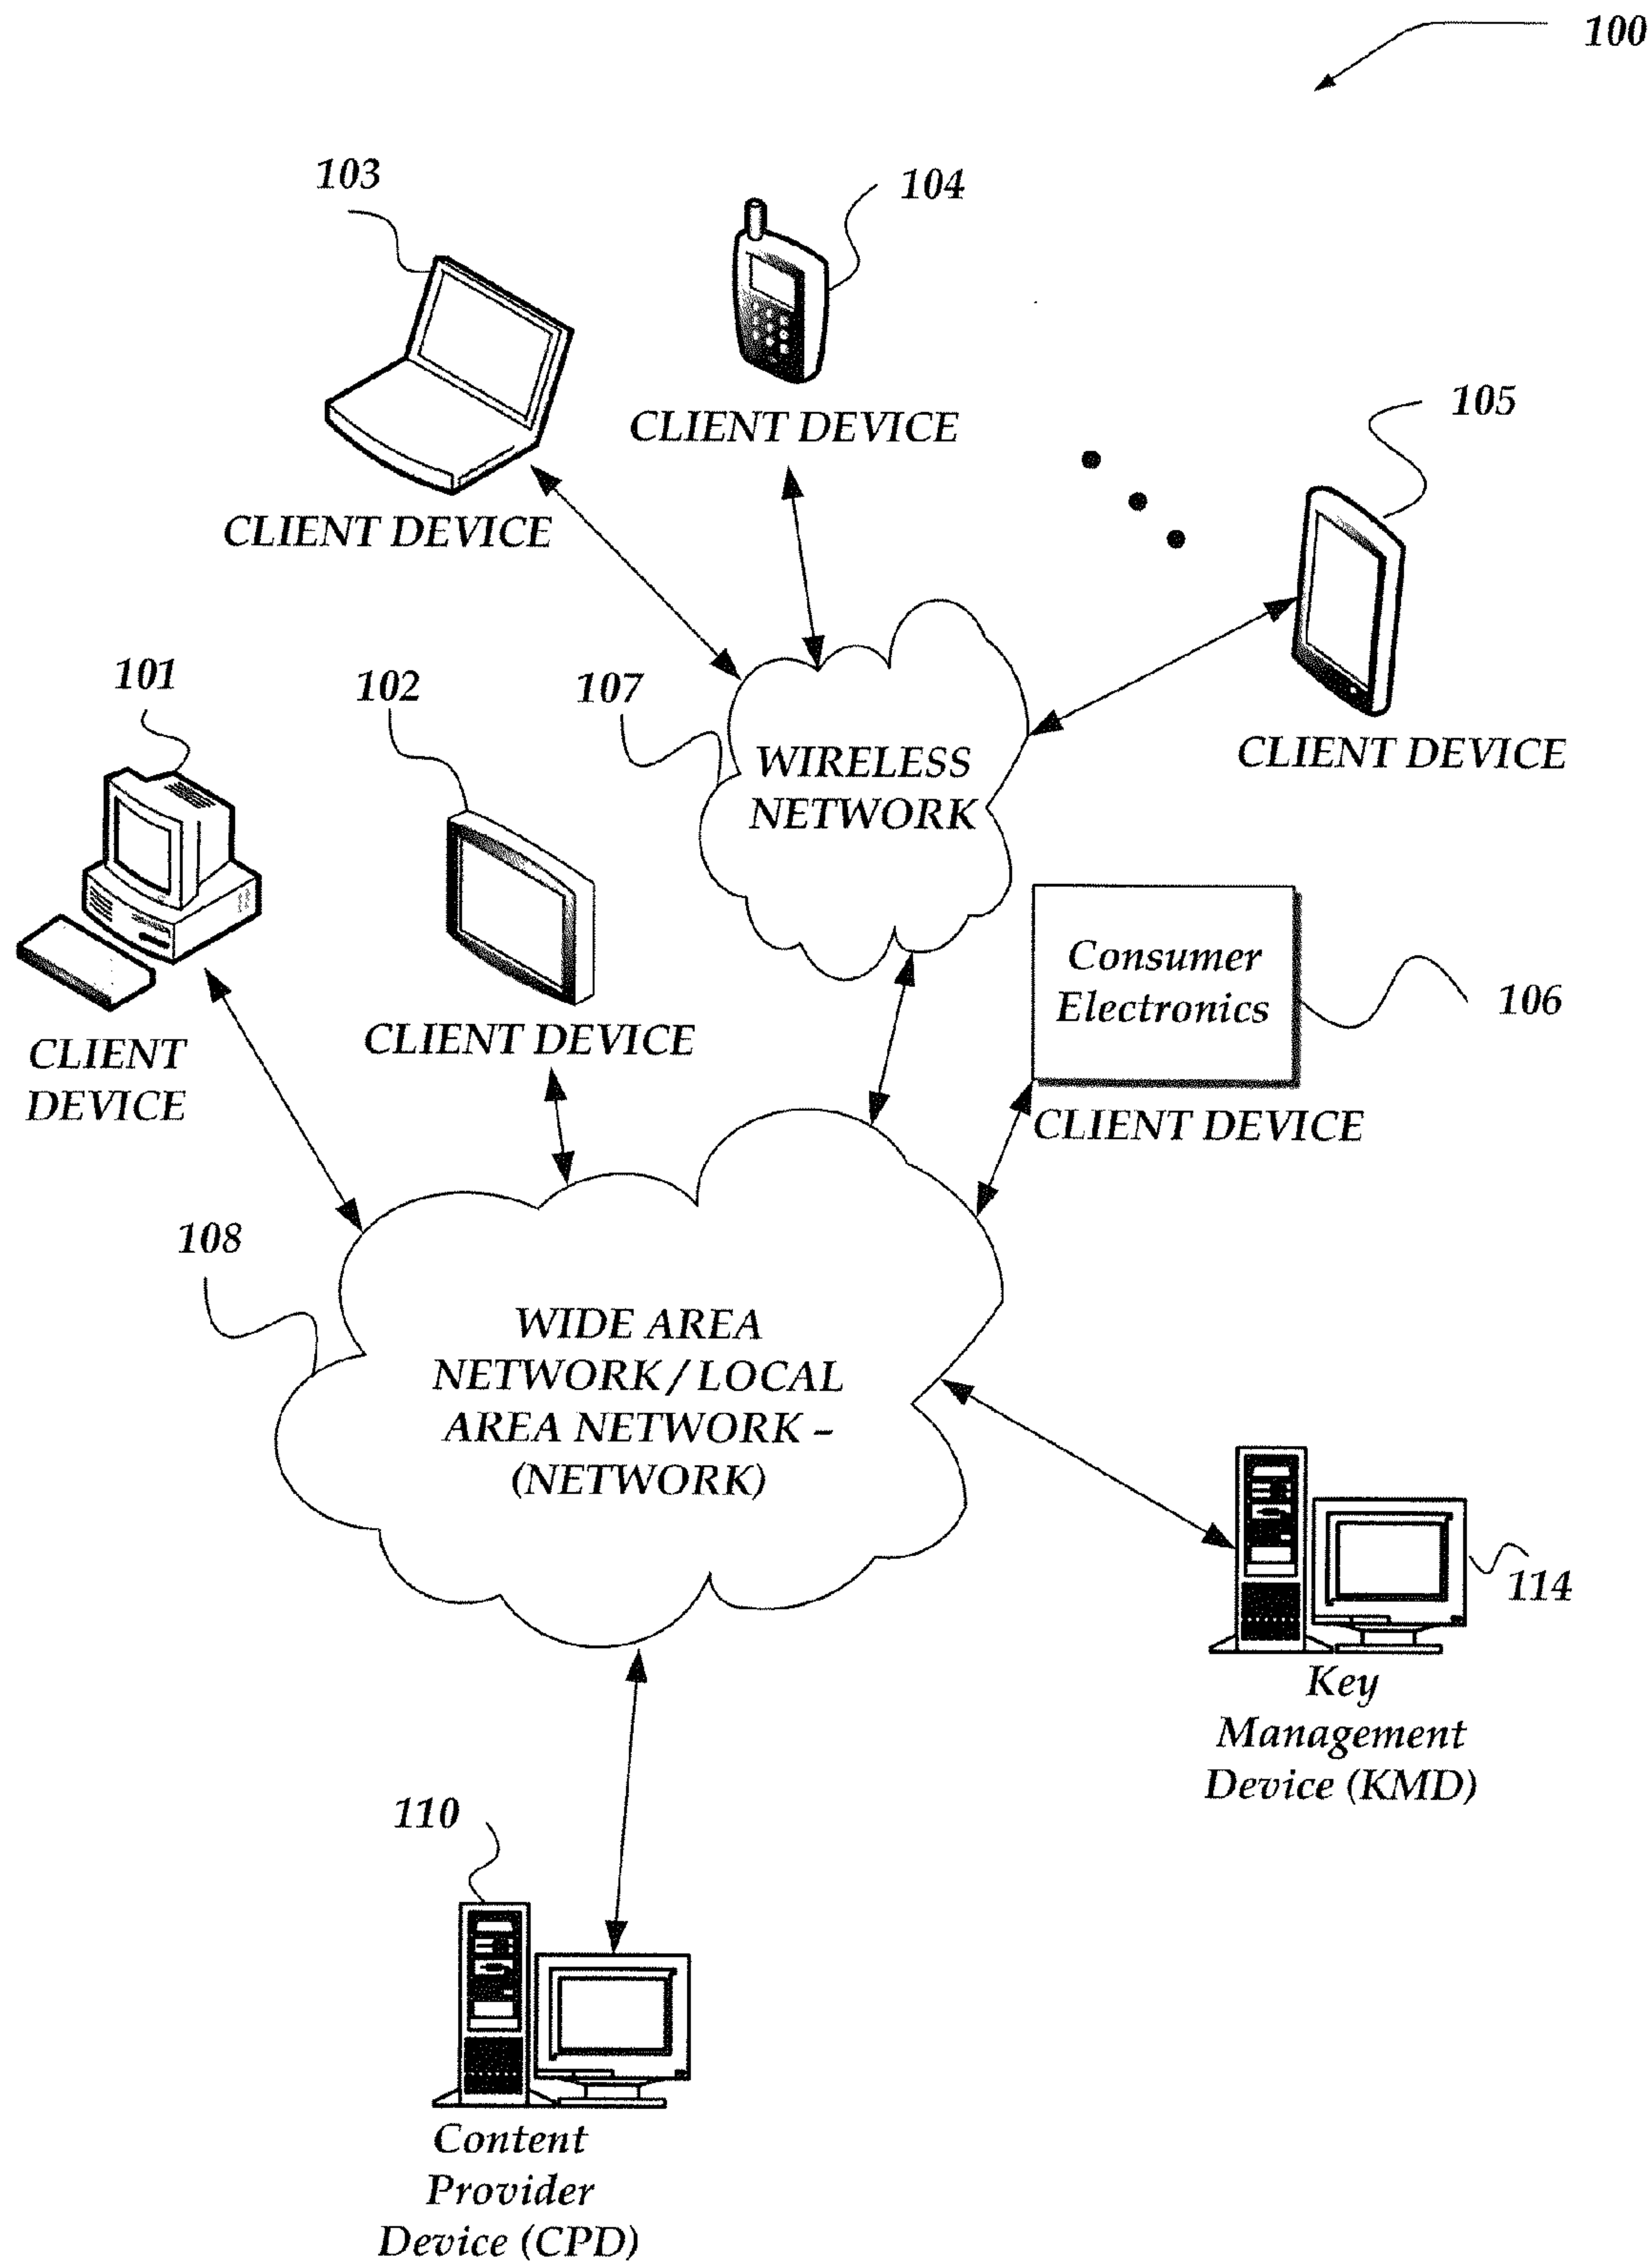 100
103
104
CLIENT DEVICE
105
CLIENT DEVICE
101
102
107
WIRELESS
NETWORK
CLIENT DEVICE
Consumer
Electronics
106
CLIENT DEVICE
CLIENT
DEVICE
CLIENT DEVICE
108
WIDE AREA
NETWORK / LOCAL
AREA NETWORK –
(NETWORK)
114
Key
Management
Device (KMD)
110
Content
Provider
Device (CPD)